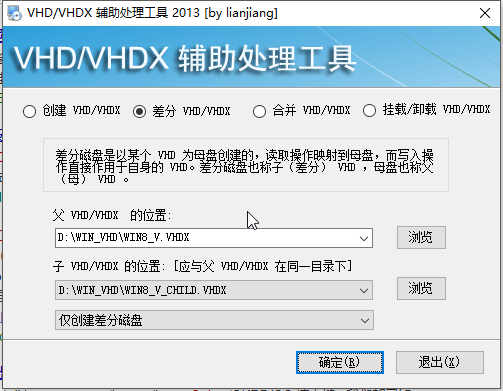 VHD/VHDX 辅助处理工具 2013 [by lianjiang]
VHD/VHDX 辅助处理工具
创建 VHD/VHDX 差分 VHD/VHDX 合并 VHD/VHDX 挂载/卸载 VHD/VHDX
差分磁盘是以某个 VHD 为母盘创建的，读取操作映射到母盘，而写入操
作直接作用于自身的 VHD。差分磁盘也称子（差分） VHD ，母盘也称父
（母） VHD 。
父 VHD/VHDX 的位置:
D:\WIN_VHD\WIN8_V.VHDX 浏览
子 VHD/VHDX 的位置: [应与父 VHD/VHDX 在同一目录下]
D:\WIN_VHD\WIN8_V_CHILD.VHDX 浏览
仅创建差分磁盘
确定(R) 退出(X)